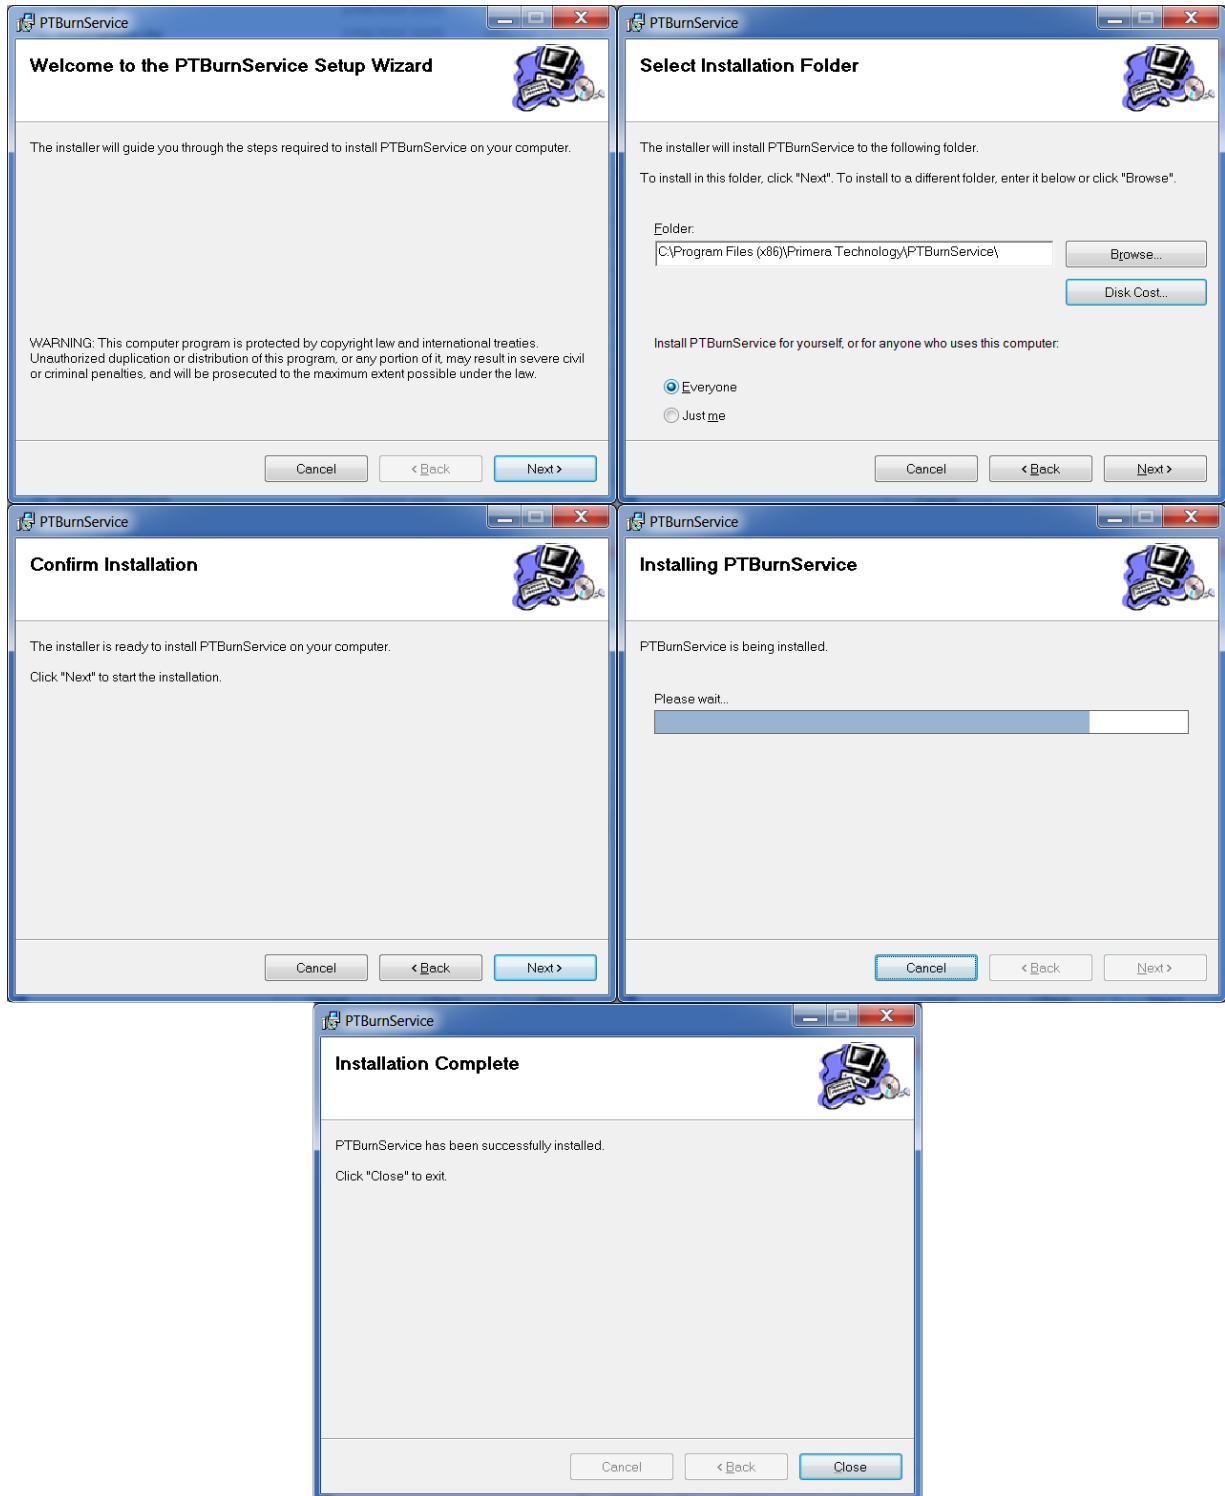 PTBurnService
Welcome to the PTBurnService Setup Wizard
The installer will guide you through the steps required to install PTBurnService on your computer.
WARNING: This computer program is protected by copyright law and international treaties.
Unauthorized duplication or distribution of this program, or any portion of it, may result in severe civil
or criminal penalties, and will be prosecuted to the maximum extent possible under the law.
Cancel
< Back
Next >
PTBurnService
Select Installation Folder
The installer will install PTBurnService to the following folder.
To install in this folder, click "Next". To install to a different folder, enter it below or click "Browse".
Folder:
C:\Program Files (x86)\Primera Technology\PTBurnService\
Browse...
Disk Cost...
Install PTBurnService for yourself, or for anyone who uses this computer:
Everyone
Just me
Cancel
< Back
Next >
PTBurnService
Confirm Installation
The installer is ready to install PTBurnService on your computer.
Click "Next" to start the installation.
Cancel
< Back
Next >
PTBurnService
Installing PTBurnService
PTBurnService is being installed.
Please wait...
Cancel
< Back
Next >
PTBurnService
Installation Complete
PTBurnService has been successfully installed.
Click "Close" to exit.
Cancel
< Back
Close